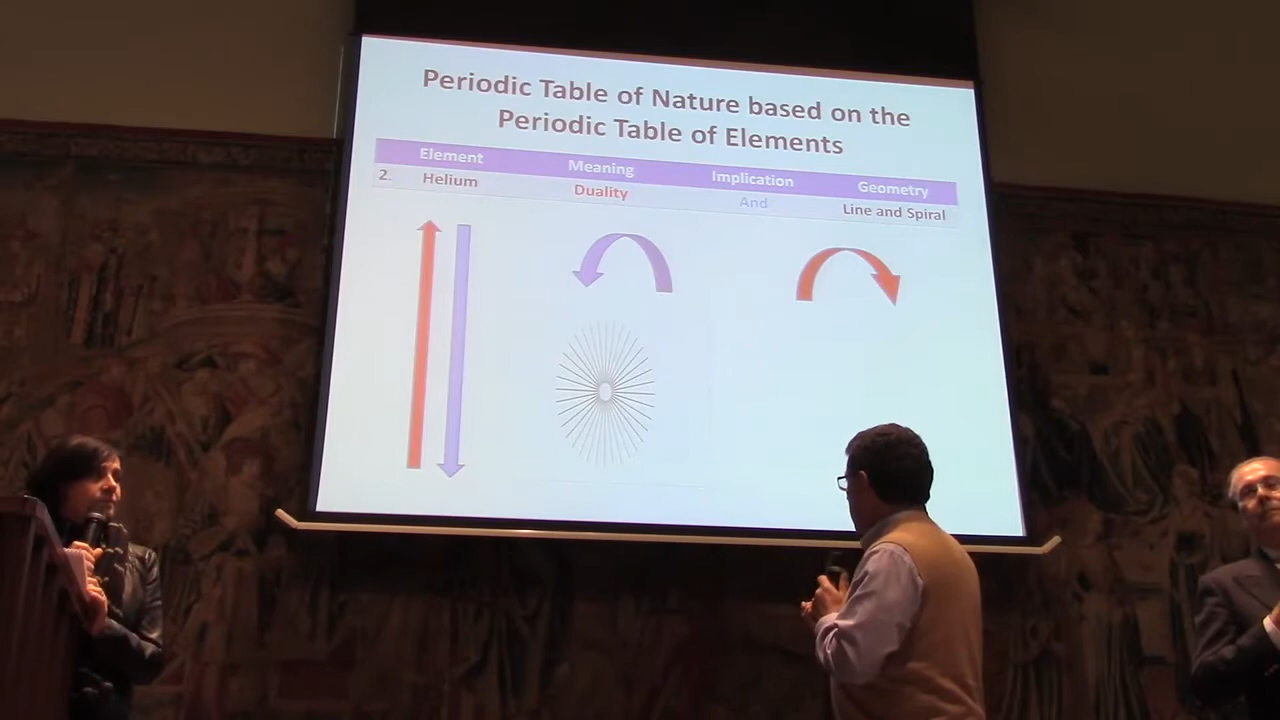 Periodic Table of Nature based on the
Periodic Table of Elements
Element Meaning Implication Geometry
2. Helium Duality And Line and Spiral